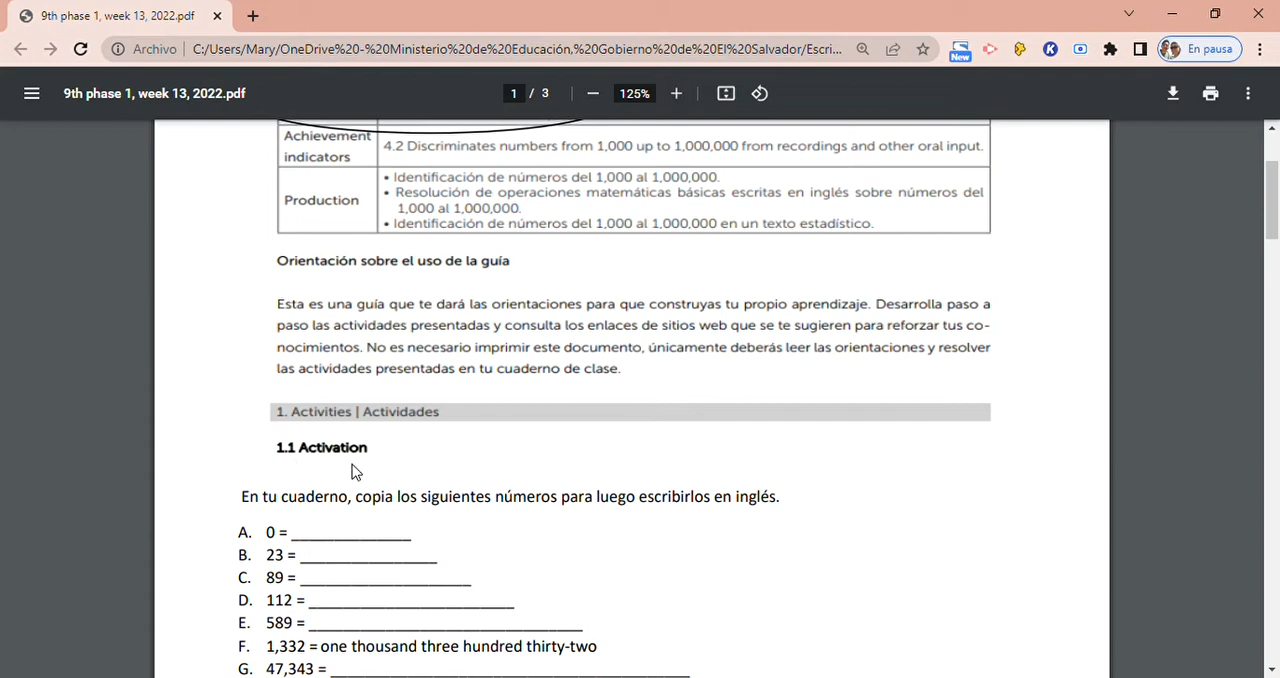 9th phase 1, week 13, 2022.pdf
Archivo C:/Users/Mary/OneDrive%20-%20Ministerio%20de%20Educación,%20Gobierno%20de%20El%20Salvador/Escri... New K En pausa
9th phase 1, week 13, 2022.pdf 1 / 3 125%
Achievement indicators
4.2 Discriminates numbers from 1,000 up to 1,000,000 from recordings and other oral input.
Production
• Identificación de números del 1,000 al 1,000,000.
• Resolución de operaciones matemáticas básicas escritas en inglés sobre números del
1,000 al 1,000,000.
• Identificación de números del 1,000 al 1,000,000 en un texto estadístico.
Orientación sobre el uso de la guía
Esta es una guía que te dará las orientaciones para que construyas tu propio aprendizaje. Desarrolla paso a
paso las actividades presentadas y consulta los enlaces de sitios web que se te sugieren para reforzar tus co-
nocimientos. No es necesario imprimir este documento, únicamente deberás leer las orientaciones y resolver
las actividades presentadas en tu cuaderno de clase.
1. Activities | Actividades
1.1 Activation
En tu cuaderno, copia los siguientes números para luego escribirlos en inglés.
A. 0 = ______________
B. 23 = ________________
C. 89 = ____________________
D. 112 = ________________________
E. 589 = ________________________________
F. 1,332 = one thousand three hundred thirty-two
G. 47,343 = __________________________________________